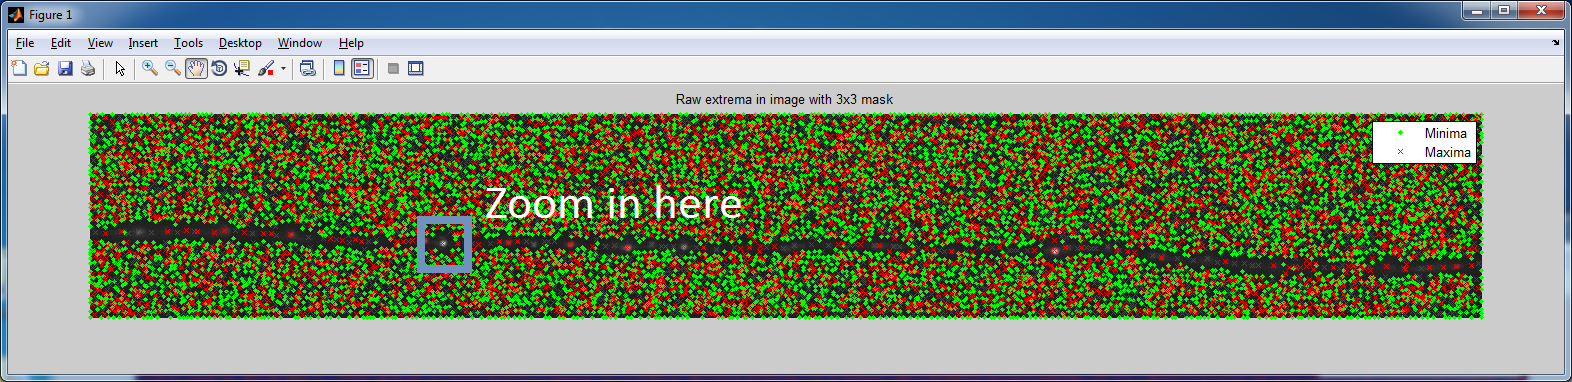 Figure 1
File Edit View Insert Tools Desktop Window Help
Raw extrema in image with 3x3 mask
Minima
Maxima
Zoom in here